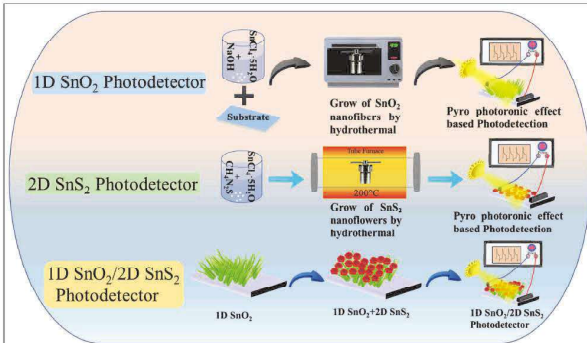 1D SnO₂ Photodetector
SnCl₄·5H₂O
+
NaOH
+
Substrate
Grow of SnO₂
nanofibers by
hydrothermal
Pyro photoronic effect
based Photodetection
2D SnS₂ Photodetector
SnCl₄·5H₂O
+
CH₄N₂S
Tube Furnace
200°C
Grow of SnS₂
nanoflowers by
hydrothermal
Pyro photoronic effect
based Photodetection
1D SnO₂/2D SnS₂
Photodetector
1D SnO₂
1D SnO₂+2D SnS₂
1D SnO₂/2D SnS₂
Photodetector